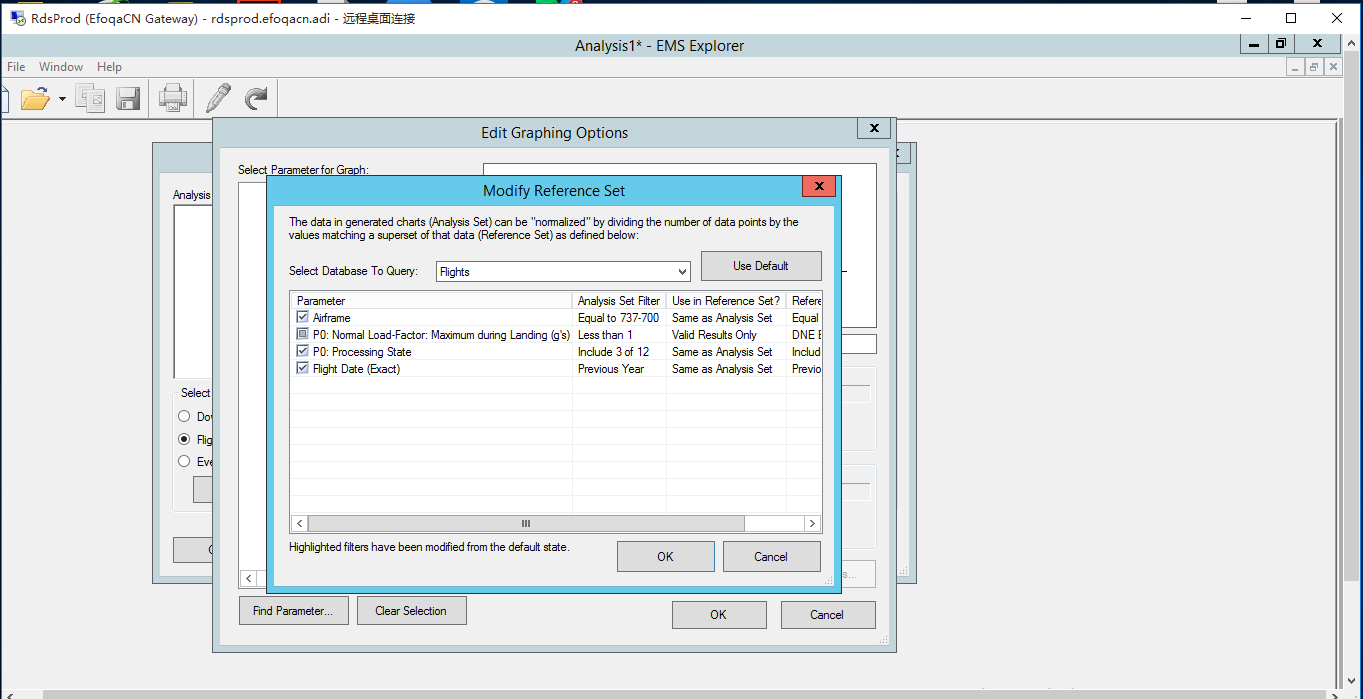 RdsProd (EfoqaCN Gateway) - rdsprod.efoqacn.adi - 远程桌面连接
Analysis1* - EMS Explorer
File Window Help
Edit Graphing Options
Select Parameter for Graph:
Analysis
Modify Reference Set
The data in generated charts (Analysis Set) can be "normalized" by dividing the number of data points by the
values matching a superset of that data (Reference Set) as defined below:
Select Database To Query: Flights Use Default
Parameter Analysis Set Filter Use in Reference Set? Refere
Airframe Equal to 737-700 Same as Analysis Set Equal
P0: Normal Load-Factor: Maximum during Landing (g's) Less than 1 Valid Results Only DNE
P0: Processing State Include 3 of 12 Same as Analysis Set Includ
Flight Date (Exact) Previous Year Same as Analysis Set Previo
Select
Dov
Flig
Eve
Highlighted filters have been modified from the default state.
OK Cancel
s...
Find Parameter... Clear Selection OK Cancel